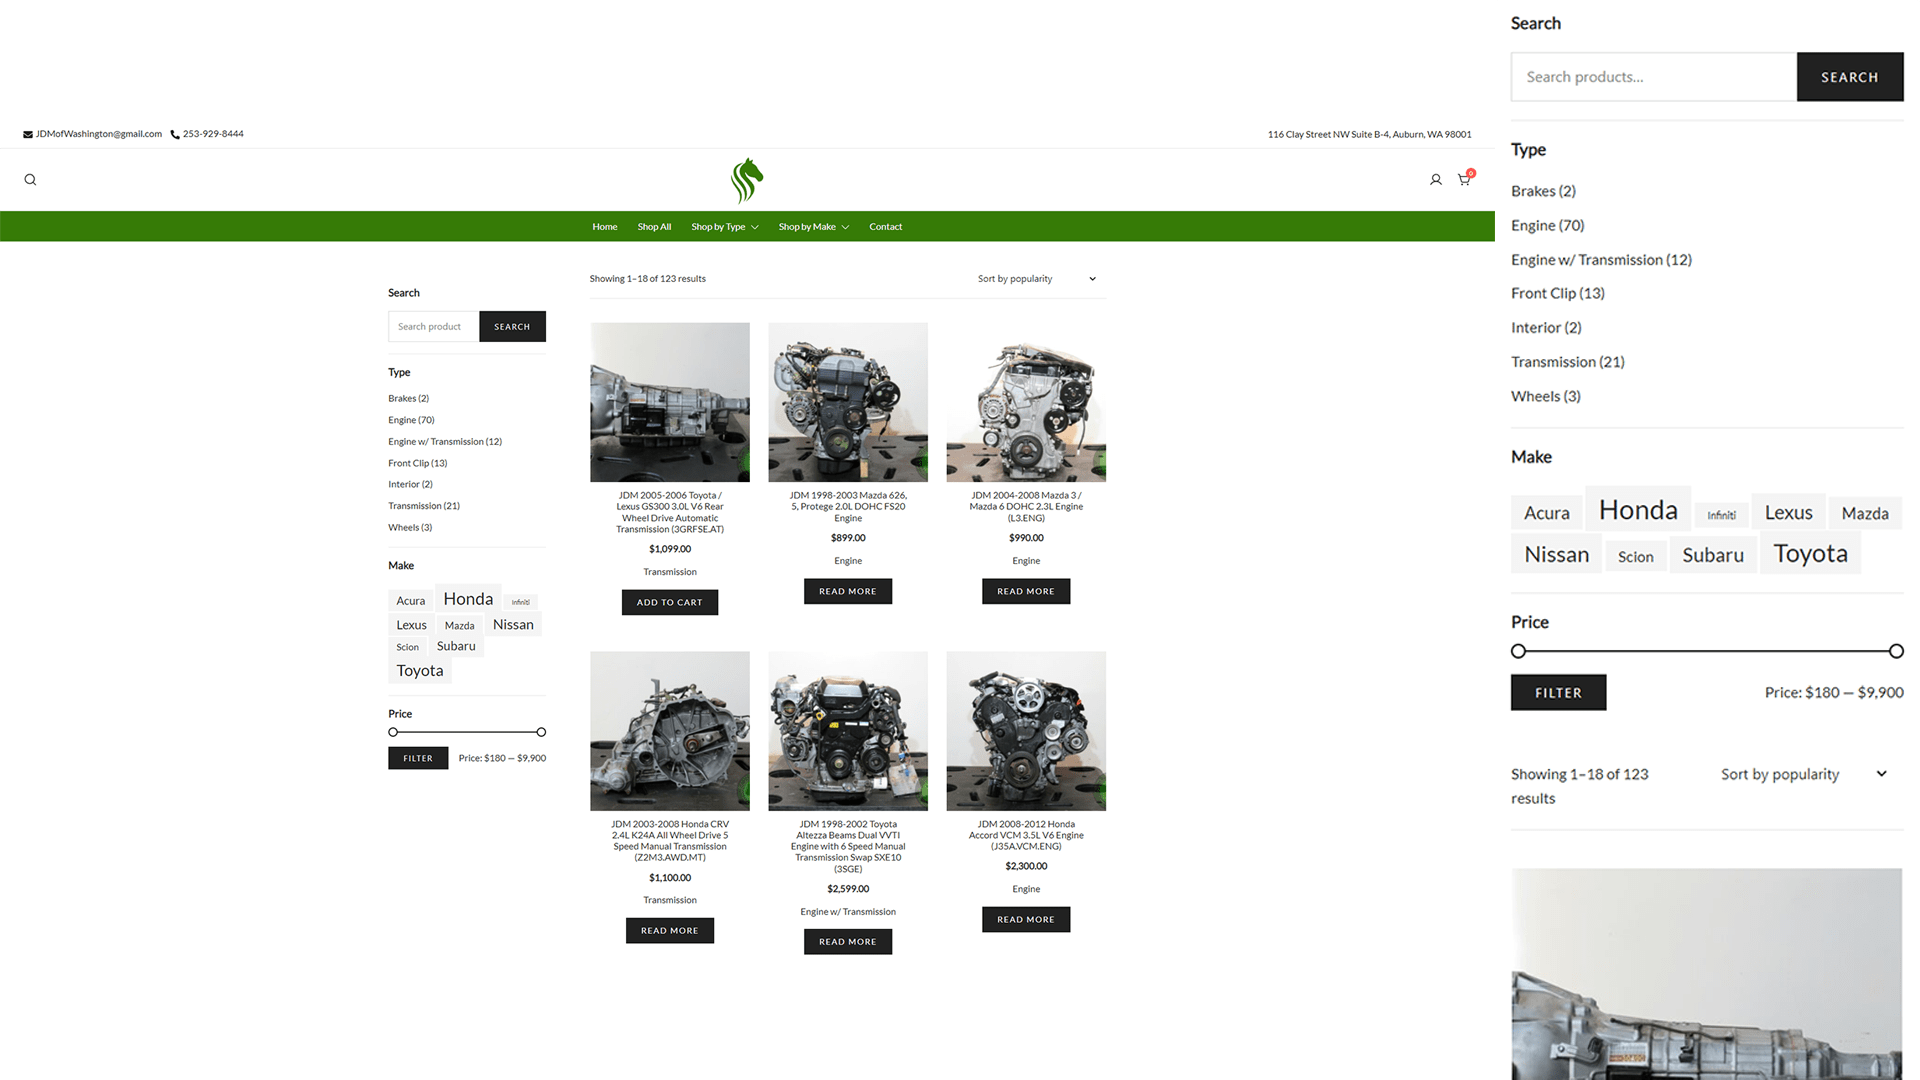 JDMofWashington@gmail.com 253-929-8444
116 Clay Street NW Suite B-4, Auburn, WA 98001
0
Home Shop All Shop by Type Shop by Make Contact
Search
Search product SEARCH
Type
Brakes (2)
Engine (70)
Engine w/ Transmission (12)
Front Clip (13)
Interior (2)
Transmission (21)
Wheels (3)
Make
Acura Honda Infiniti
Lexus Mazda Nissan
Scion Subaru
Toyota
Price
FILTER Price: $180 — $9,900
Showing 1–18 of 123 results Sort by popularity
JDM 2005-2006 Toyota /
Lexus GS300 3.0L V6 Rear
Wheel Drive Automatic
Transmission (3GRFSE.AT)
$1,099.00
Transmission
ADD TO CART
JDM 1998-2003 Mazda 626,
5, Protege 2.0L DOHC FS20
Engine
$899.00
Engine
READ MORE
JDM 2004-2008 Mazda 3 /
Mazda 6 DOHC 2.3L Engine
(L3.ENG)
$990.00
Engine
READ MORE
JDM 2003-2008 Honda CRV
2.4L K24A All Wheel Drive 5
Speed Manual Transmission
(Z2M3.AWD.MT)
$1,100.00
Transmission
READ MORE
JDM 1998-2002 Toyota
Altezza Beams Dual VVTI
Engine with 6 Speed Manual
Transmission Swap SXE10
(3SGE)
$2,599.00
Engine w/ Transmission
READ MORE
JDM 2008-2012 Honda
Accord VCM 3.5L V6 Engine
(J35A.VCM.ENG)
$2,300.00
Engine
READ MORE
Search
Search products... SEARCH
Type
Brakes (2)
Engine (70)
Engine w/ Transmission (12)
Front Clip (13)
Interior (2)
Transmission (21)
Wheels (3)
Make
Acura Honda Infiniti Lexus Mazda
Nissan Scion Subaru Toyota
Price
FILTER Price: $180 — $9,900
Showing 1–18 of 123
results
Sort by popularity